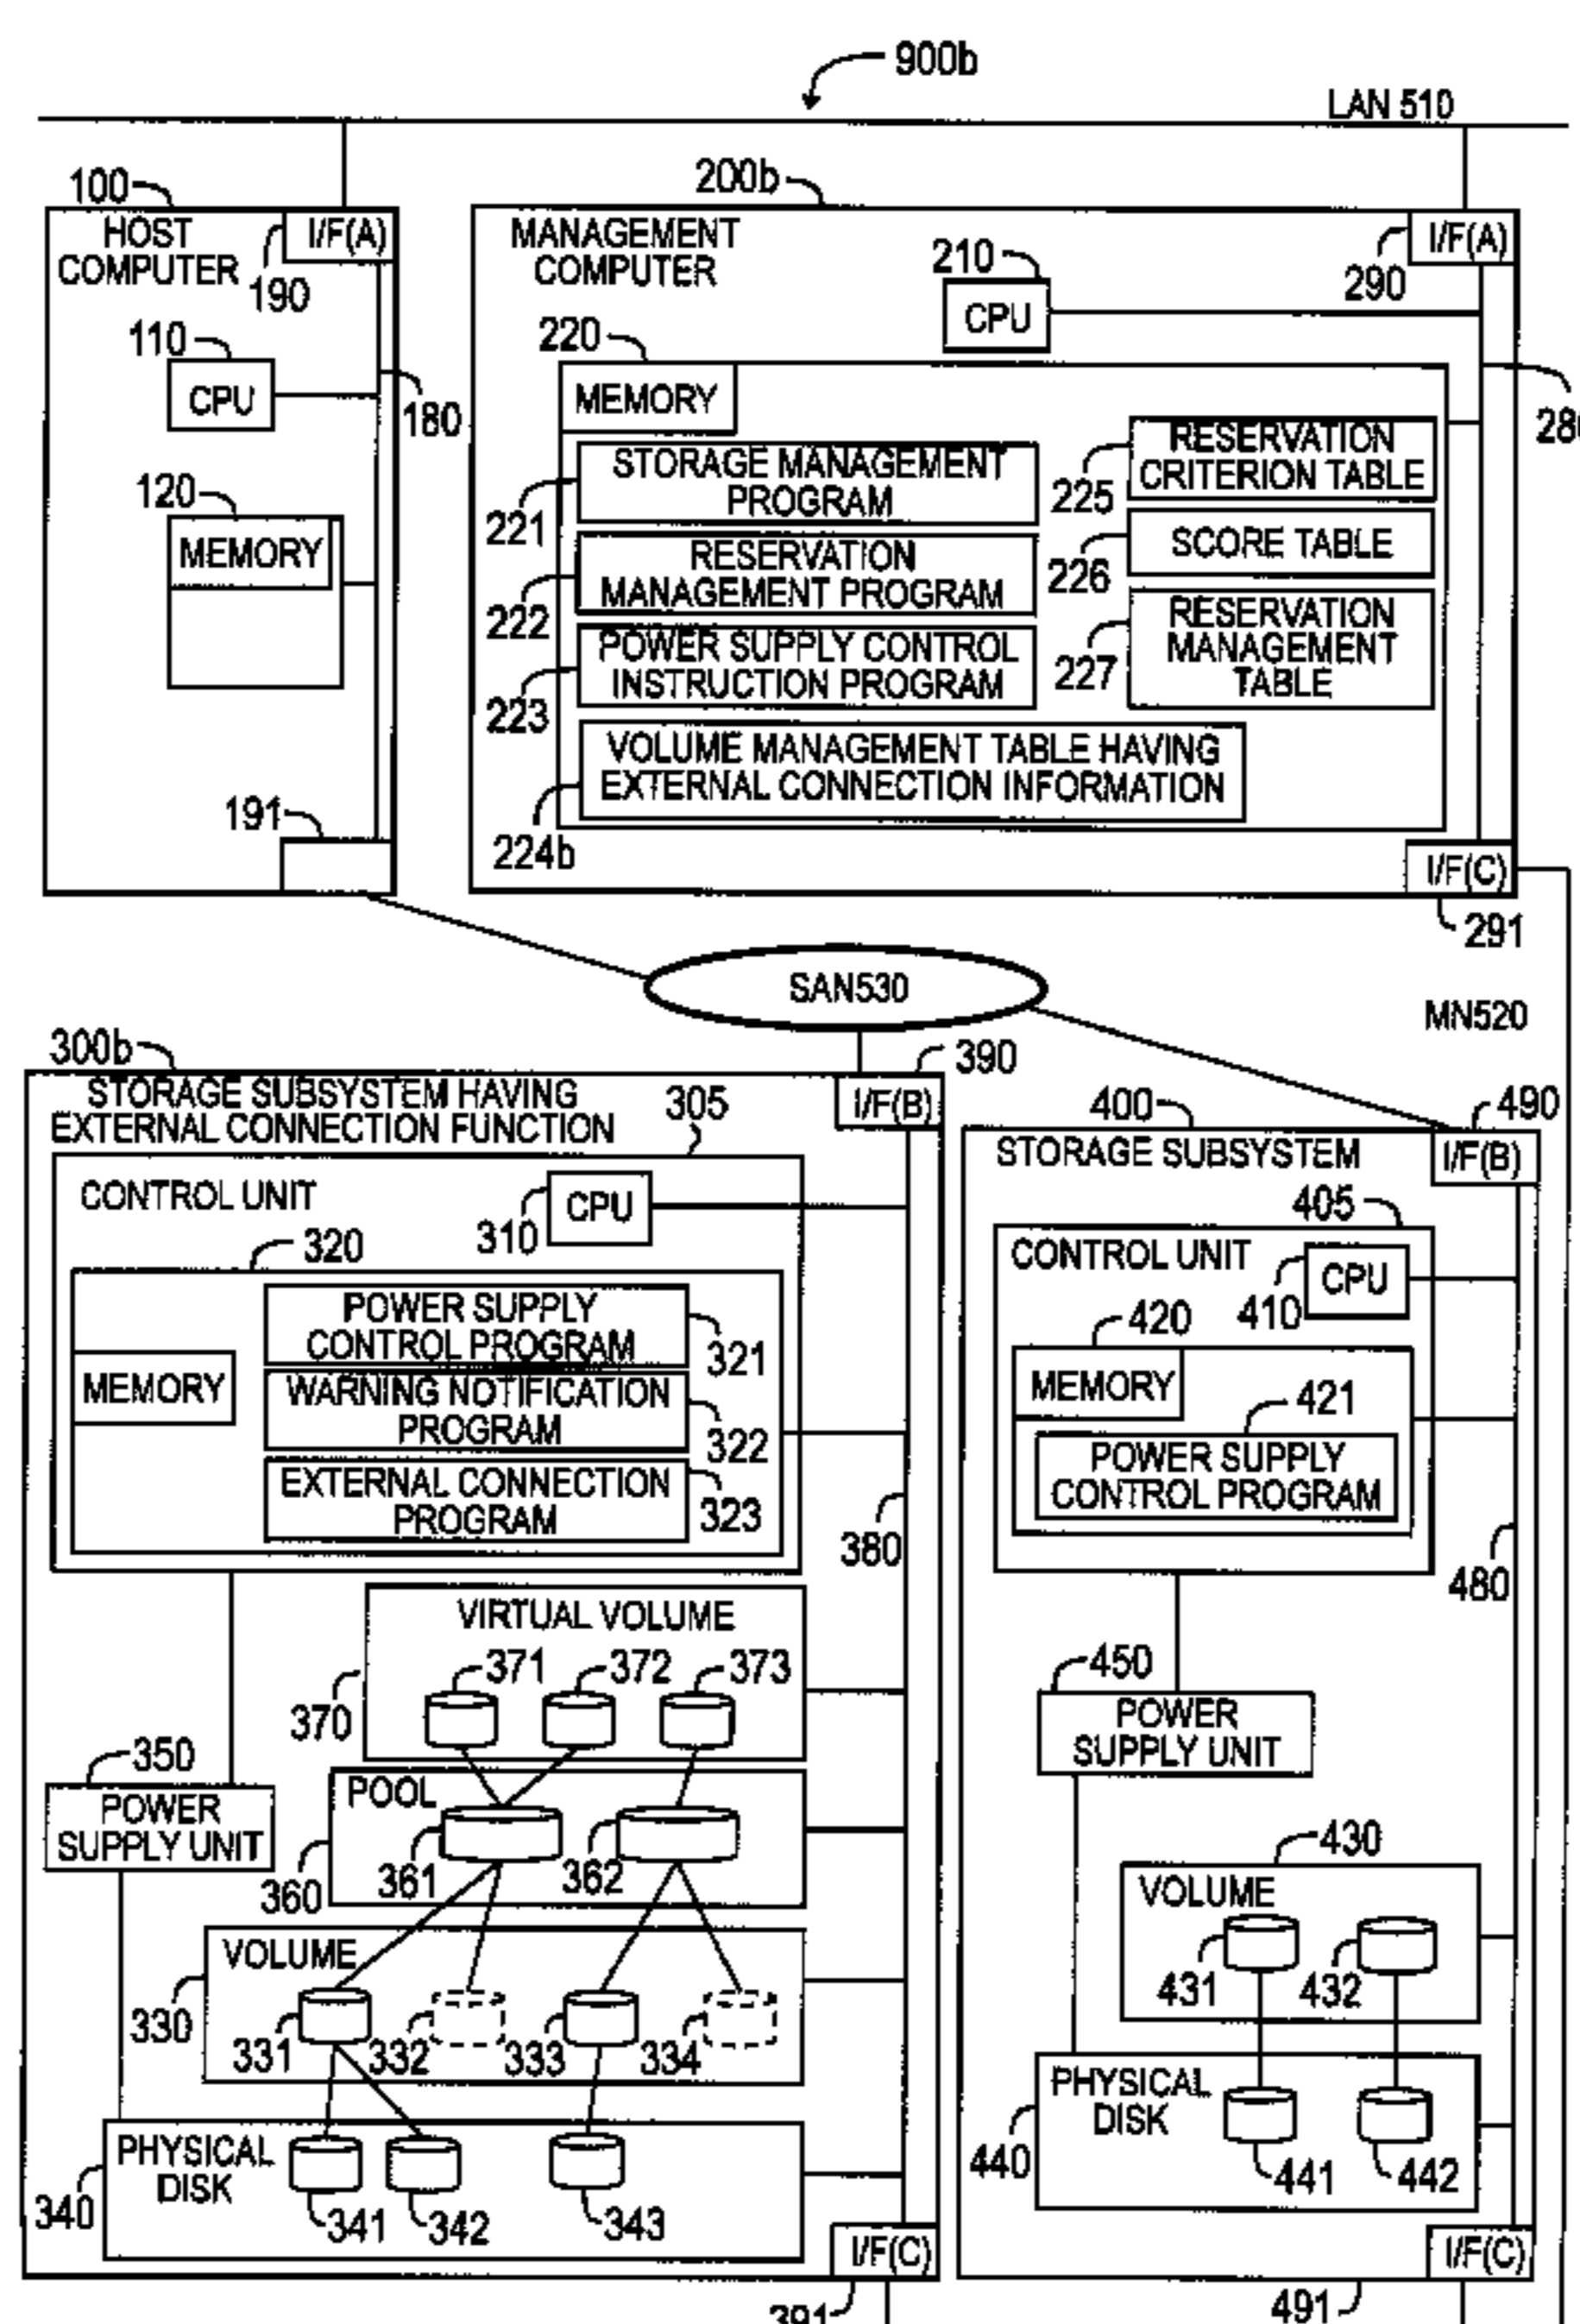 900b
LAN 510
100
HOST
COMPUTER
I/F(A)
190
110
CPU
180
120
MEMORY
191
200b
MANAGEMENT
COMPUTER
210
CPU
I/F(A)
290
220
MEMORY
221
STORAGE MANAGEMENT
PROGRAM
222
RESERVATION
MANAGEMENT PROGRAM
223
POWER SUPPLY CONTROL
INSTRUCTION PROGRAM
224b
VOLUME MANAGEMENT TABLE HAVING
EXTERNAL CONNECTION INFORMATION
225
RESERVATION
CRITERION TABLE
226
SCORE TABLE
227
RESERVATION
MANAGEMENT
TABLE
I/F(C)
291
SAN530
MN520
300b
STORAGE SUBSYSTEM HAVING
EXTERNAL CONNECTION FUNCTION
305
390
I/F(B)
CONTROL UNIT
310
CPU
320
MEMORY
POWER SUPPLY
CONTROL PROGRAM
321
WARNING NOTIFICATION
PROGRAM
322
EXTERNAL CONNECTION
PROGRAM
323
380
VIRTUAL VOLUME
371
372
373
370
350
POWER
SUPPLY UNIT
POOL
361
362
360
VOLUME
330
331
332
333
334
PHYSICAL
DISK
340
341
342
343
I/F(C)
391
400
STORAGE SUBSYSTEM
490
I/F(B)
405
CONTROL UNIT
410
CPU
420
MEMORY
421
POWER SUPPLY
CONTROL PROGRAM
480
450
POWER
SUPPLY UNIT
430
VOLUME
431
432
PHYSICAL
DISK
440
441
442
I/F(C)
491